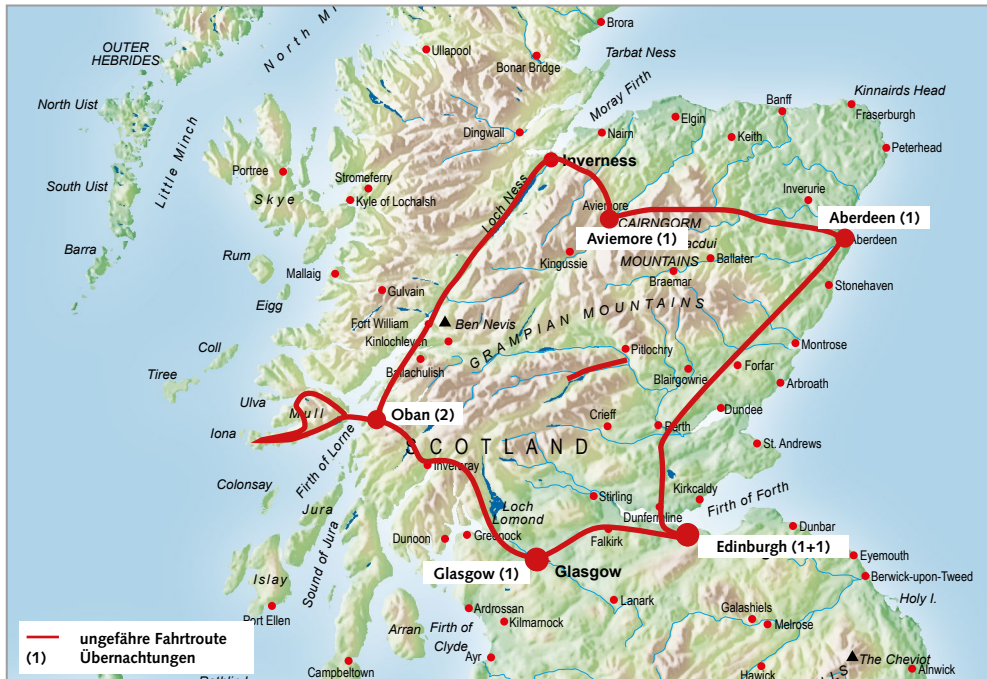 North Mi
Brora
OUTER
HEBRIDES
Ullapool
Bonar Bridge
Tarbat Ness
North Uist
Little Minch
Moray Firth
Kinnairds Head
Banff
Fraserburgh
Elgin
Dingwall
Nairn
Keith
Peterhead
Inverness
Portree
Stromeferry
South Uist
Skye
Kyle of Lochalsh
Loch Ness
Aviemore
Inverurie
CAIRNGORM
Aberdeen (1)
Aviemore (1)
Aberdeen
Barra
Rum
acdui
Kingussie
MOUNTAINS
Ballater
Mallaig
Braemar
Eigg
Gulvain
Stonehaven
GRAMPIAN MOUNTAINS
Fort William
Ben Nevis
Kinlochleven
Coll
Pitlochry
Montrose
Ballachulish
Forfar
Tiree
Blairgowrie
Arbroath
Ulva
Mull
Oban (2)
Dundee
Iona
Crieff
Perth
SCOTLAND
St. Andrews
Firth of Lorne
Inveraray
Colonsay
Kirkcaldy
Firth of Forth
Stirling
Jura
Loch
Lomond
Dunfermline
Sound of Jura
Dunbar
Dunoon
Greenock
Falkirk
Edinburgh (1+1)
Eyemouth
Glasgow (1)
Glasgow
Islay
Berwick-upon-Tweed
Holy I.
Lanark
Ardrossan
Galashiels
Port Ellen
Arran
Kilmarnock
Melrose
Firth of
Clyde
Ayr
The Cheviot
Campbeltown
Hawick
Alnwick
ungefähre Fahrtroute
(1) Übernachtungen